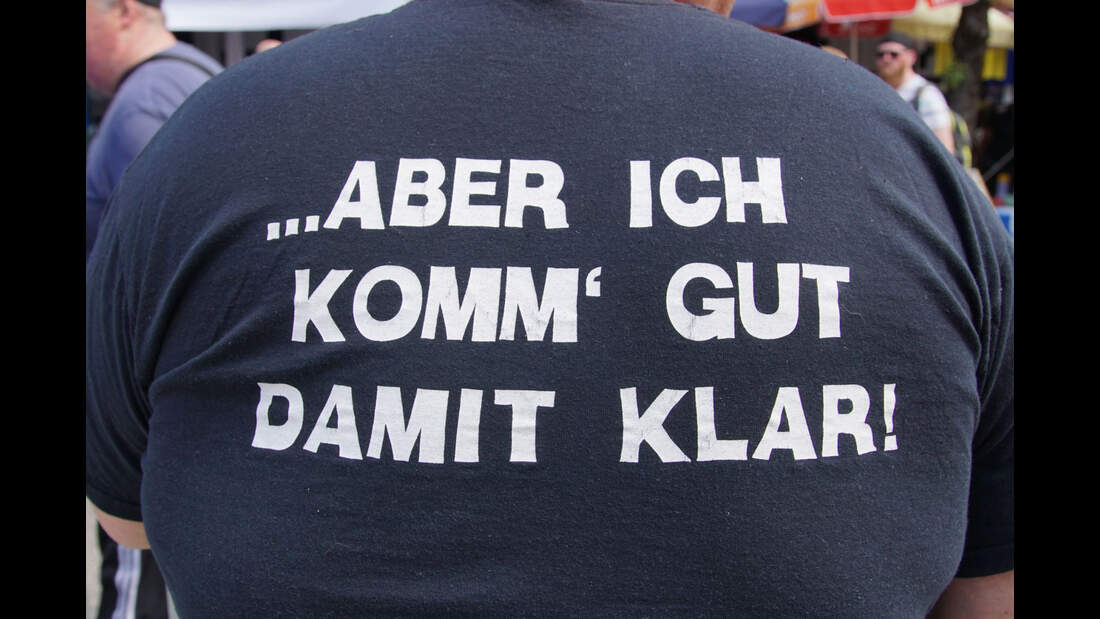 ...ABER ICH
KOMM‘ GUT
DAMIT KLAR!